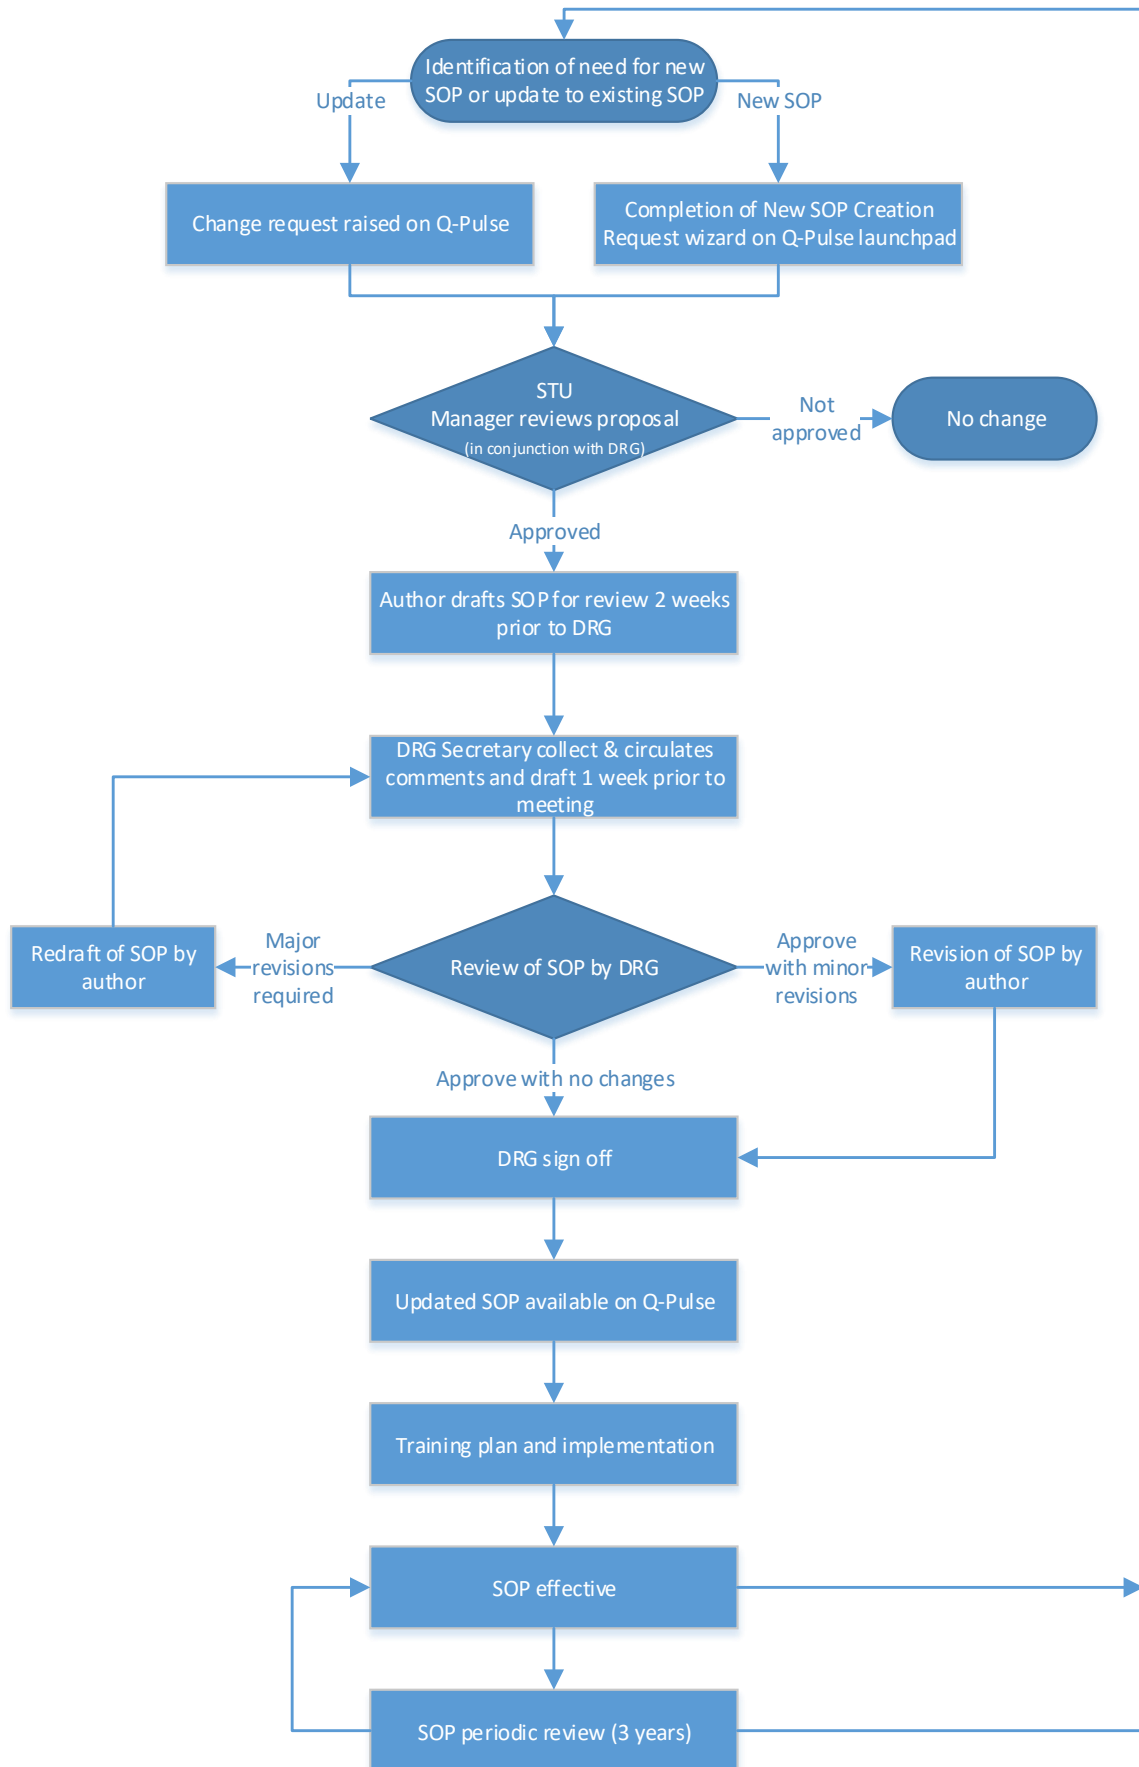 Identification of need for new
SOP or update to existing SOP
Update
New SOP
Change request raised on Q-Pulse
Completion of New SOP Creation
Request wizard on Q-Pulse launchpad
STU
Manager reviews proposal
(in conjunction with DRG)
Not
approved
No change
Approved
Author drafts SOP for review 2 weeks
prior to DRG
DRG Secretary collect & circulates
comments and draft 1 week prior to
meeting
Redraft of SOP by
author
Major
revisions
required
Review of SOP by DRG
Approve
with minor
revisions
Revision of SOP by
author
Approve with no changes
DRG sign off
Updated SOP available on Q-Pulse
Training plan and implementation
SOP effective
SOP periodic review (3 years)